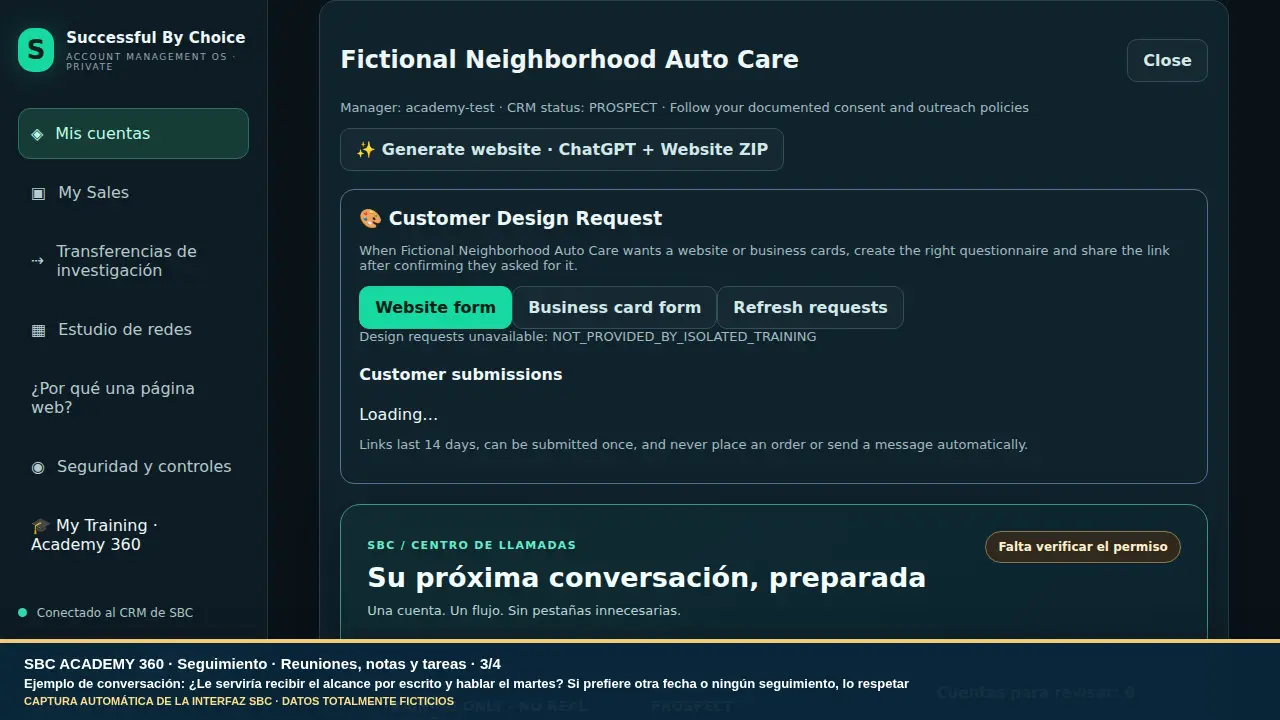 S
Successful By Choice
ACCOUNT MANAGEMENT OS ·
PRIVATE
Mis cuentas
My Sales
Transferencias de
investigación
Estudio de redes
¿Por qué una página
web?
Seguridad y controles
My Training ·
Academy 360
Conectado al CRM de SBC
Fictional Neighborhood Auto Care
Close
Manager: academy-test · CRM status: PROSPECT · Follow your documented consent and outreach policies
✨ Generate website · ChatGPT + Website ZIP
🎨 Customer Design Request
When Fictional Neighborhood Auto Care wants a website or business cards, create the right questionnaire and share the link
after confirming they asked for it.
Website form
Business card form
Refresh requests
Design requests unavailable: NOT_PROVIDED_BY_ISOLATED_TRAINING
Customer submissions
Loading...
Links last 14 days, can be submitted once, and never place an order or send a message automatically.
SBC / CENTRO DE LLAMADAS
Falta verificar el permiso
Su próxima conversación, preparada
Una cuenta. Un flujo. Sin pestañas innecesarias.
SBC ACADEMY 360 · Seguimiento · Reuniones, notas y tareas · 3/4
Ejemplo de conversación: ¿Le serviría recibir el alcance por escrito y hablar el martes? Si prefiere otra fecha o ningún seguimiento, lo respetar
CAPTURA AUTOMÁTICA DE LA INTERFAZ SBC · DATOS TOTALMENTE FICTICIOS
PROSPECT